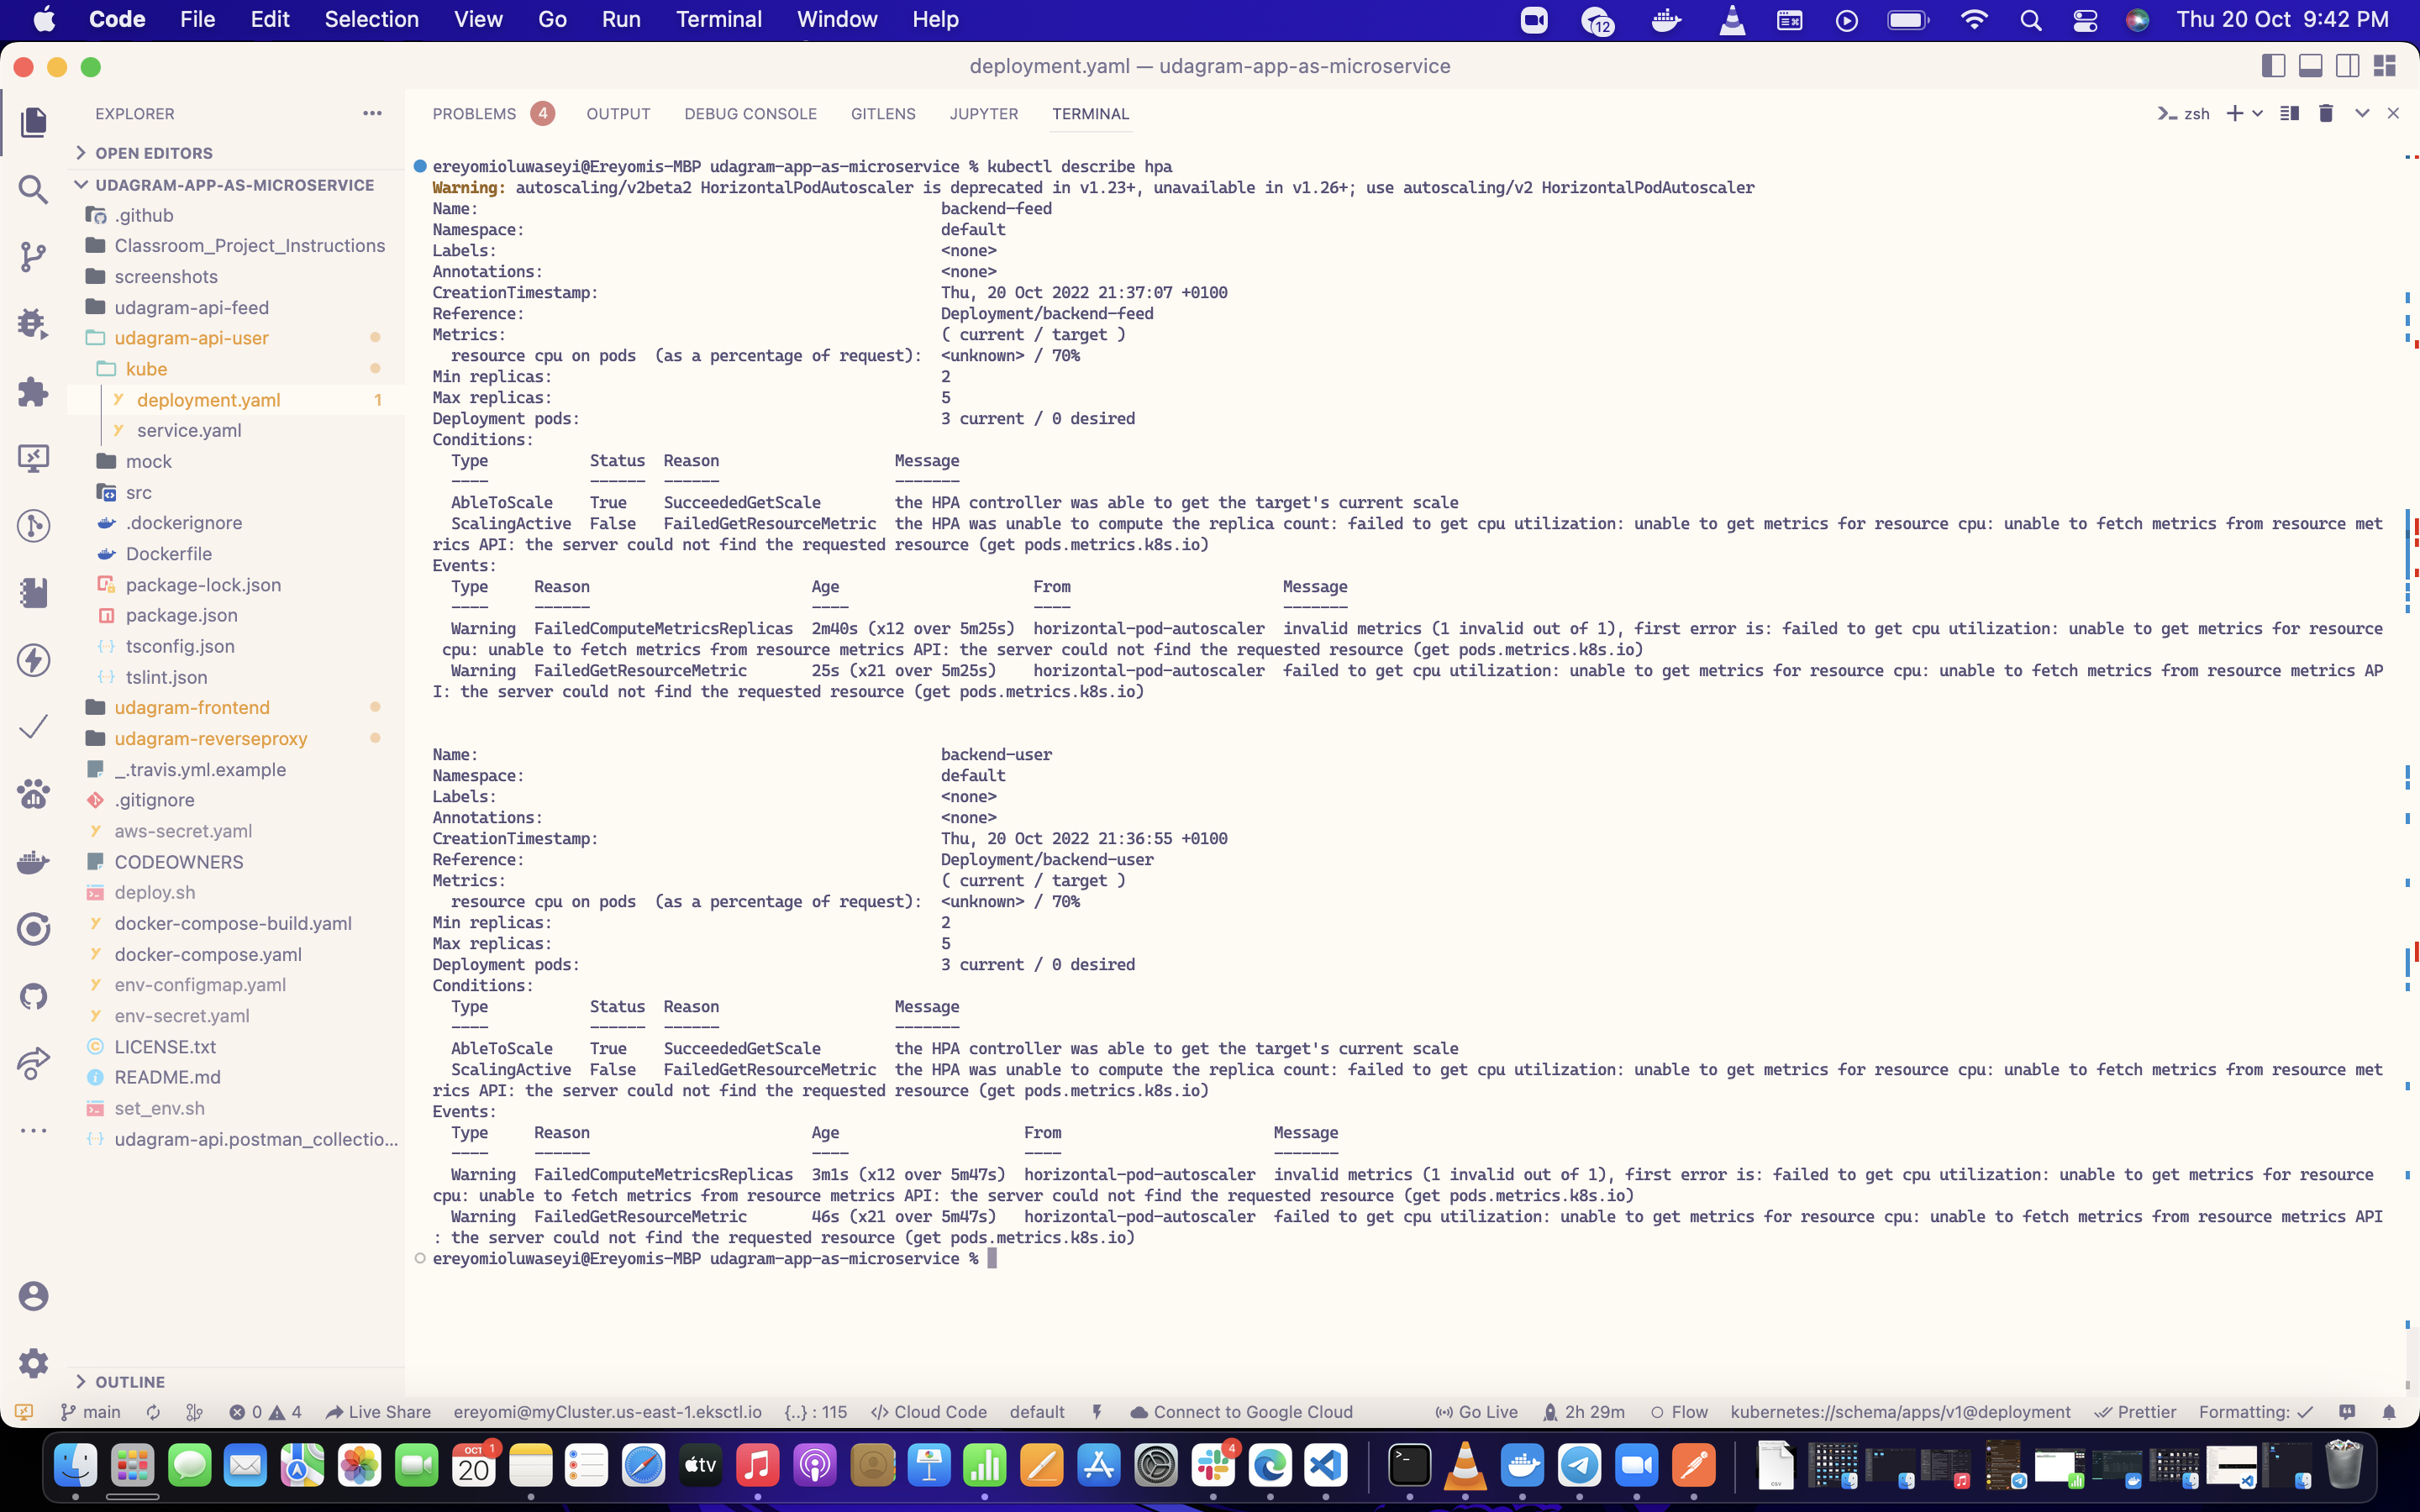 Code File Edit Selection View Go Run Terminal Window Help 12 Thu 20 Oct 9:42 PM
deployment.yaml — udagram-app-as-microservice
EXPLORER
OPEN EDITORS
UDAGRAM-APP-AS-MICROSERVICE
.github
Classroom_Project_Instructions
screenshots
udagram-api-feed
udagram-api-user
kube
deployment.yaml 1
service.yaml
mock
src
.dockerignore
Dockerfile
package-lock.json
package.json
tsconfig.json
tslint.json
udagram-frontend
udagram-reverseproxy
_.travis.yml.example
.gitignore
aws-secret.yaml
CODEOWNERS
deploy.sh
docker-compose-build.yaml
docker-compose.yaml
env-configmap.yaml
env-secret.yaml
LICENSE.txt
README.md
set_env.sh
udagram-api.postman_collectio...
OUTLINE
PROBLEMS 4 OUTPUT DEBUG CONSOLE GITLENS JUPYTER TERMINAL zsh
ereyomioluwaseyi@Ereyomis-MBP udagram-app-as-microservice % kubectl describe hpa
Warning: autoscaling/v2beta2 HorizontalPodAutoscaler is deprecated in v1.23+, unavailable in v1.26+; use autoscaling/v2 HorizontalPodAutoscaler
Name: backend-feed
Namespace: default
Labels: <none>
Annotations: <none>
CreationTimestamp: Thu, 20 Oct 2022 21:37:07 +0100
Reference: Deployment/backend-feed
Metrics: ( current / target )
resource cpu on pods (as a percentage of request): <unknown> / 70%
Min replicas: 2
Max replicas: 5
Deployment pods: 3 current / 0 desired
Conditions:
Type Status Reason Message
---- ------ ------ -------
AbleToScale True SucceededGetScale the HPA controller was able to get the target's current scale
ScalingActive False FailedGetResourceMetric the HPA was unable to compute the replica count: failed to get cpu utilization: unable to get metrics for resource cpu: unable to fetch metrics from resource met
rics API: the server could not find the requested resource (get pods.metrics.k8s.io)
Events:
Type Reason Age From Message
---- ------ ---- ---- -------
Warning FailedComputeMetricsReplicas 2m40s (x12 over 5m25s) horizontal-pod-autoscaler invalid metrics (1 invalid out of 1), first error is: failed to get cpu utilization: unable to get metrics for resource
cpu: unable to fetch metrics from resource metrics API: the server could not find the requested resource (get pods.metrics.k8s.io)
Warning FailedGetResourceMetric 25s (x21 over 5m25s) horizontal-pod-autoscaler failed to get cpu utilization: unable to get metrics for resource cpu: unable to fetch metrics from resource metrics AP
I: the server could not find the requested resource (get pods.metrics.k8s.io)
Name: backend-user
Namespace: default
Labels: <none>
Annotations: <none>
CreationTimestamp: Thu, 20 Oct 2022 21:36:55 +0100
Reference: Deployment/backend-user
Metrics: ( current / target )
resource cpu on pods (as a percentage of request): <unknown> / 70%
Min replicas: 2
Max replicas: 5
Deployment pods: 3 current / 0 desired
Conditions:
Type Status Reason Message
---- ------ ------ -------
AbleToScale True SucceededGetScale the HPA controller was able to get the target's current scale
ScalingActive False FailedGetResourceMetric the HPA was unable to compute the replica count: failed to get cpu utilization: unable to get metrics for resource cpu: unable to fetch metrics from resource met
rics API: the server could not find the requested resource (get pods.metrics.k8s.io)
Events:
Type Reason Age From Message
---- ------ ---- ---- -------
Warning FailedComputeMetricsReplicas 3m1s (x12 over 5m47s) horizontal-pod-autoscaler invalid metrics (1 invalid out of 1), first error is: failed to get cpu utilization: unable to get metrics for resource
cpu: unable to fetch metrics from resource metrics API: the server could not find the requested resource (get pods.metrics.k8s.io)
Warning FailedGetResourceMetric 46s (x21 over 5m47s) horizontal-pod-autoscaler failed to get cpu utilization: unable to get metrics for resource cpu: unable to fetch metrics from resource metrics API
: the server could not find the requested resource (get pods.metrics.k8s.io)
ereyomioluwaseyi@Ereyomis-MBP udagram-app-as-microservice %
main 0 4 Live Share ereyomi@myCluster.us-east-1.eksctl.io {..} : 115 Cloud Code default Connect to Google Cloud Go Live 2h 29m Flow kubernetes://schema/apps/v1@deployment Prettier Formatting:
OCT 1 20 tv 4